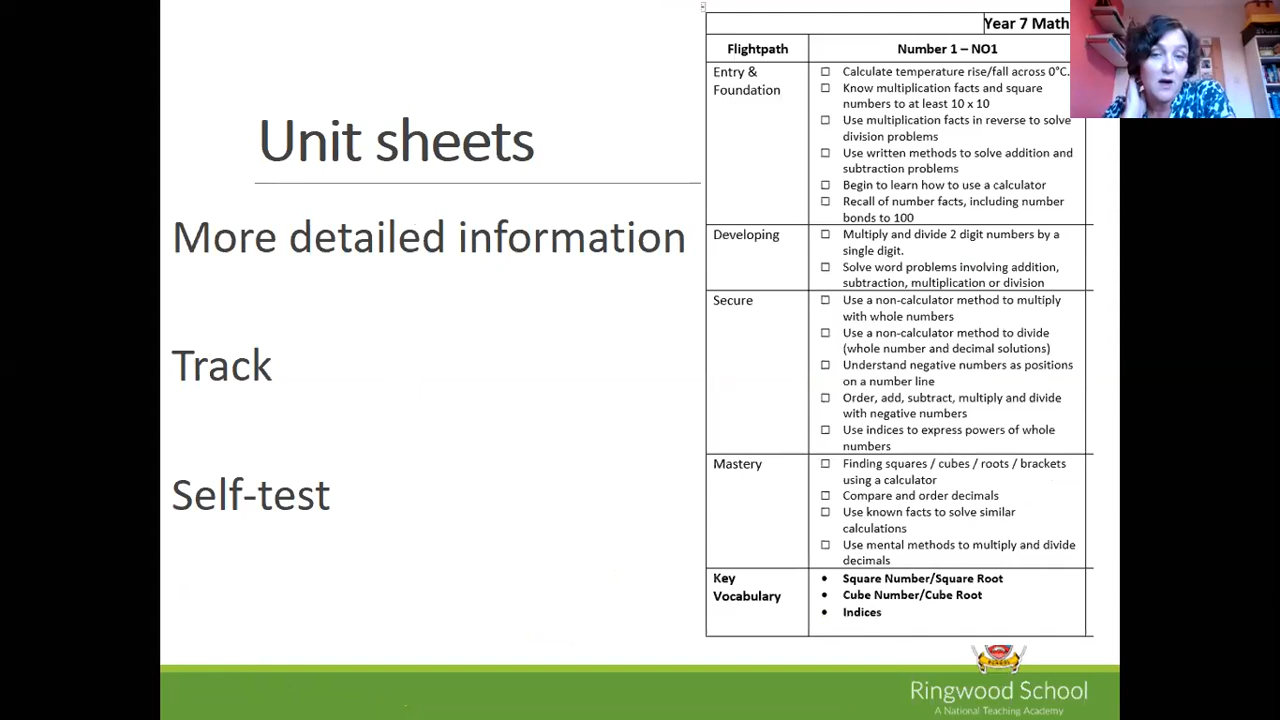 Unit sheets
More detailed information
Track
Self-test
Year 7 Math
Flightpath
Number 1 – NO1
Entry &
Foundation
☐ Calculate temperature rise/fall across 0°C.
☐ Know multiplication facts and square
numbers to at least 10 x 10
☐ Use multiplication facts in reverse to solve
division problems
☐ Use written methods to solve addition and
subtraction problems
☐ Begin to learn how to use a calculator
☐ Recall of number facts, including number
bonds to 100
Developing
☐ Multiply and divide 2 digit numbers by a
single digit.
☐ Solve word problems involving addition,
subtraction, multiplication or division
Secure
☐ Use a non-calculator method to multiply
with whole numbers
☐ Use a non-calculator method to divide
(whole number and decimal solutions)
☐ Understand negative numbers as positions
on a number line
☐ Order, add, subtract, multiply and divide
with negative numbers
☐ Use indices to express powers of whole
numbers
Mastery
☐ Finding squares / cubes / roots / brackets
using a calculator
☐ Compare and order decimals
☐ Use known facts to solve similar
calculations
☐ Use mental methods to multiply and divide
decimals
Key
Vocabulary
• Square Number/Square Root
• Cube Number/Cube Root
• Indices
Ringwood School
A National Teaching Academy